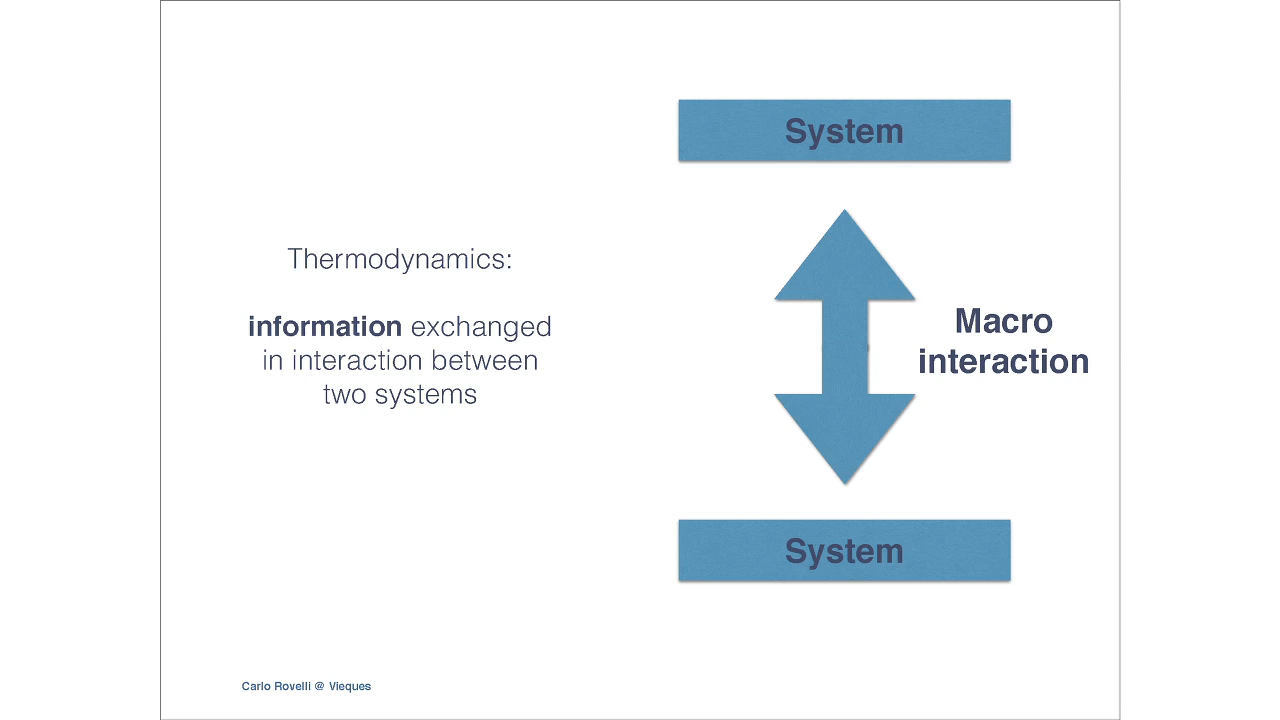 System
Thermodynamics:
information exchanged
in interaction between
two systems
Macro
interaction
System
Carlo Rovelli @ Vieques